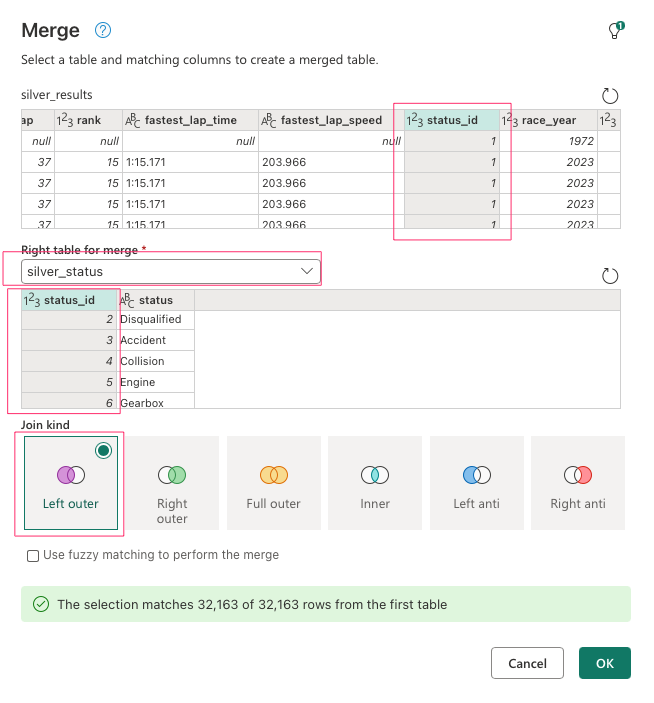 Merge ?
1
Select a table and matching columns to create a merged table.
silver_results
ap 123 rank ABC fastest_lap_time ABC fastest_lap_speed 123 status_id 123 race_year 123
null null null null 1 1972
37 15 1:15.171 203.966 1 2023
37 15 1:15.171 203.966 1 2023
37 15 1:15.171 203.966 1 2023
37 15 1:15.171 203.966 1 2023
Right table for merge *
silver_status
123 status_id ABC status
2 Disqualified
3 Accident
4 Collision
5 Engine
6 Gearbox
Join kind
Left outer
Right outer
Full outer
Inner
Left anti
Right anti
Use fuzzy matching to perform the merge
The selection matches 32,163 of 32,163 rows from the first table
Cancel
OK